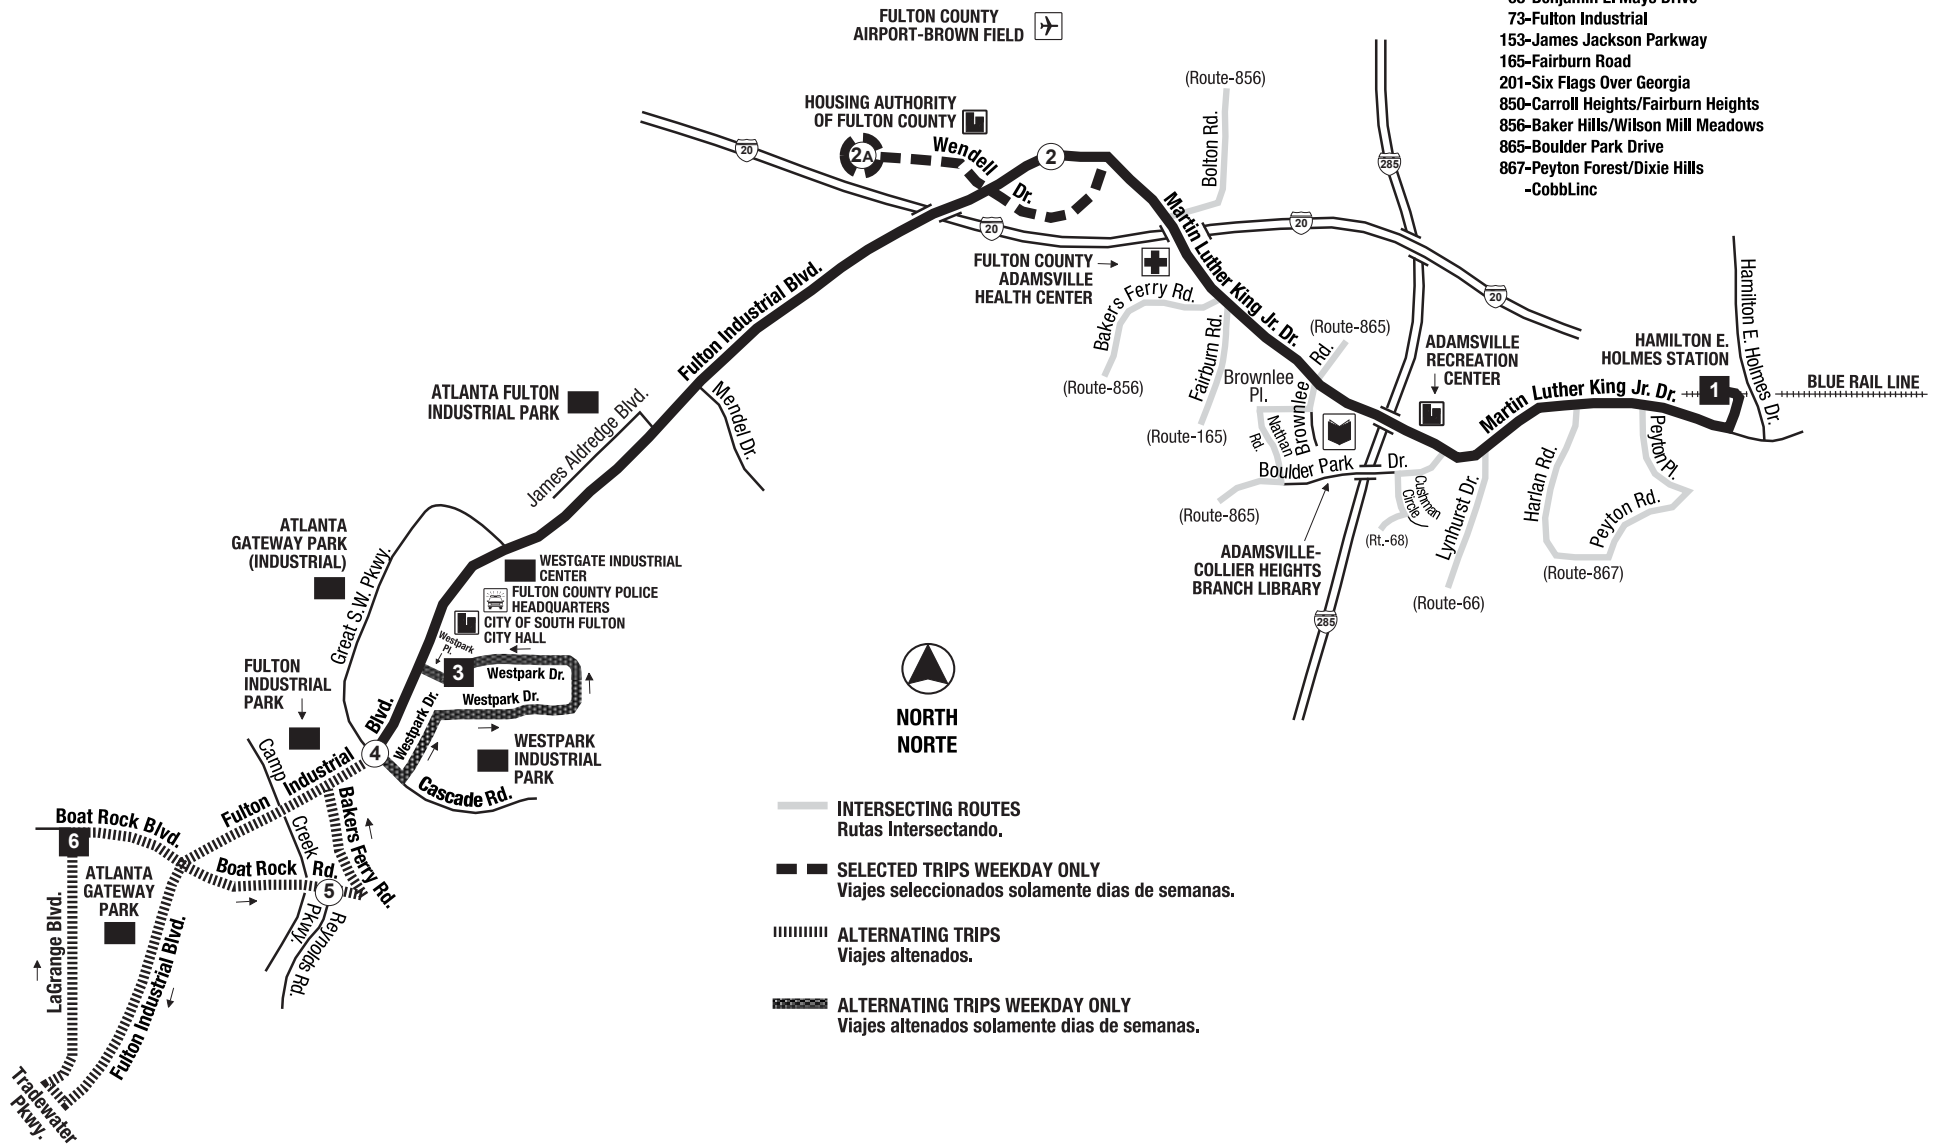 FULTON COUNTY
AIRPORT-BROWN FIELD
73-Fulton Industrial
153-James Jackson Parkway
165-Fairburn Road
201-Six Flags Over Georgia
850-Carroll Heights/Fairburn Heights
856-Baker Hills/Wilson Mill Meadows
865-Boulder Park Drive
867-Peyton Forest/Dixie Hills
-CobbLinc
(Route-856)
HOUSING AUTHORITY
OF FULTON COUNTY
Bolton Rd.
20
2A
Wendell
Dr.
2
285
20
20
20
Martin Luther King Jr. Dr.
FULTON COUNTY
ADAMSVILLE
HEALTH CENTER
Bakers Ferry Rd.
(Route-856)
Fairburn Rd.
(Route-165)
Fulton Industrial Blvd.
(Route-865)
Brownlee
Pl.
Brownlee
Rd.
Nathan
Rd.
Boulder Park
Dr.
(Route-865)
ADAMSVILLE
RECREATION
CENTER
HAMILTON E.
HOLMES STATION
Hamilton E. Holmes Dr.
1
BLUE RAIL LINE
Martin Luther King Jr. Dr.
Peyton Pl.
Peyton Rd.
Harlan Rd.
(Route-867)
Lynhurst Dr.
(Route-66)
Cushman
Circle
(Rt.-68)
ADAMSVILLE-
COLLIER HEIGHTS
BRANCH LIBRARY
285
ATLANTA FULTON
INDUSTRIAL PARK
James Aldredge Blvd.
Mendel Dr.
ATLANTA
GATEWAY PARK
(INDUSTRIAL)
Great S.W. Pkwy.
WESTGATE INDUSTRIAL
CENTER
FULTON COUNTY POLICE
HEADQUARTERS
CITY OF SOUTH FULTON
CITY HALL
Westpark
Pl.
3
Westpark Dr.
Westpark Dr.
Westpark Dr.
FULTON
INDUSTRIAL
PARK
WESTPARK
INDUSTRIAL
PARK
Cascade Rd.
4
Fulton Industrial Blvd.
Camp
Creek
Pkwy.
Bakers Ferry Rd.
Boat Rock Blvd.
6
Boat Rock Rd.
5
Reynolds Rd.
ATLANTA
GATEWAY
PARK
LaGrange Blvd.
Fulton Industrial Blvd.
Tradewater
Pkwy.
NORTH
NORTE
INTERSECTING ROUTES
Rutas Intersectando.
SELECTED TRIPS WEEKDAY ONLY
Viajes seleccionados solamente dias de semanas.
ALTERNATING TRIPS
Viajes altenados.
ALTERNATING TRIPS WEEKDAY ONLY
Viajes altenados solamente dias de semanas.